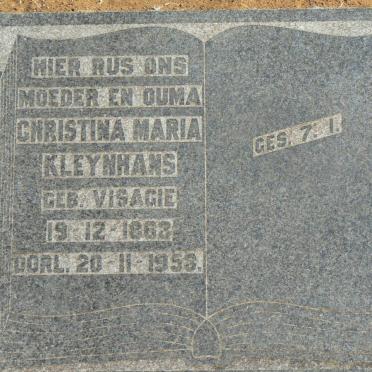 HIER RUS ONS
MOEDER EN OUMA
CHRISTINA MARIA
KLEYNHANS
GEB. VISAGIE
19-12-1882
OORL. 20-11-1958.
GES. 7. 1.